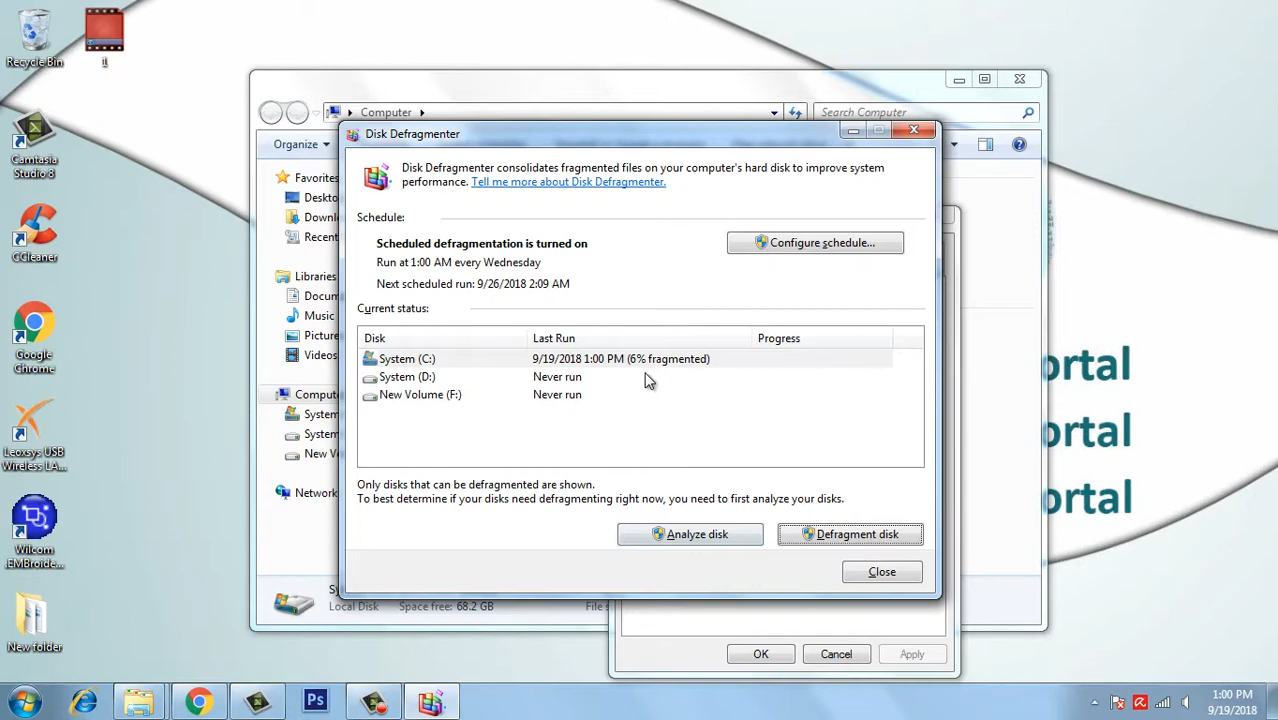 Recycle Bin
1
Camtasia
Studio 8
CCleaner
Google
Chrome
Leoxsys USB
Wireless LA...
Wilcom
.EMBroide...
New folder
Computer
Search Computer
Organize
Favorites
Deskto
Downl
Recent
Libraries
Docum
Music
Picture
Videos
Compute
System
System
New V
Network
Disk Defragmenter
Disk Defragmenter consolidates fragmented files on your computer's hard disk to improve system
performance. Tell me more about Disk Defragmenter.
Schedule:
Scheduled defragmentation is turned on
Configure schedule...
Run at 1:00 AM every Wednesday
Next scheduled run: 9/26/2018 2:09 AM
Current status:
Disk Last Run Progress
System (C:) 9/19/2018 1:00 PM (6% fragmented)
System (D:) Never run
New Volume (F:) Never run
Only disks that can be defragmented are shown.
To best determine if your disks need defragmenting right now, you need to first analyze your disks.
Analyze disk Defragment disk
Close
Sy
Local Disk Space free: 68.2 GB File s
OK Cancel Apply
ortal
ortal
ortal
Ps
1:00 PM
9/19/2018